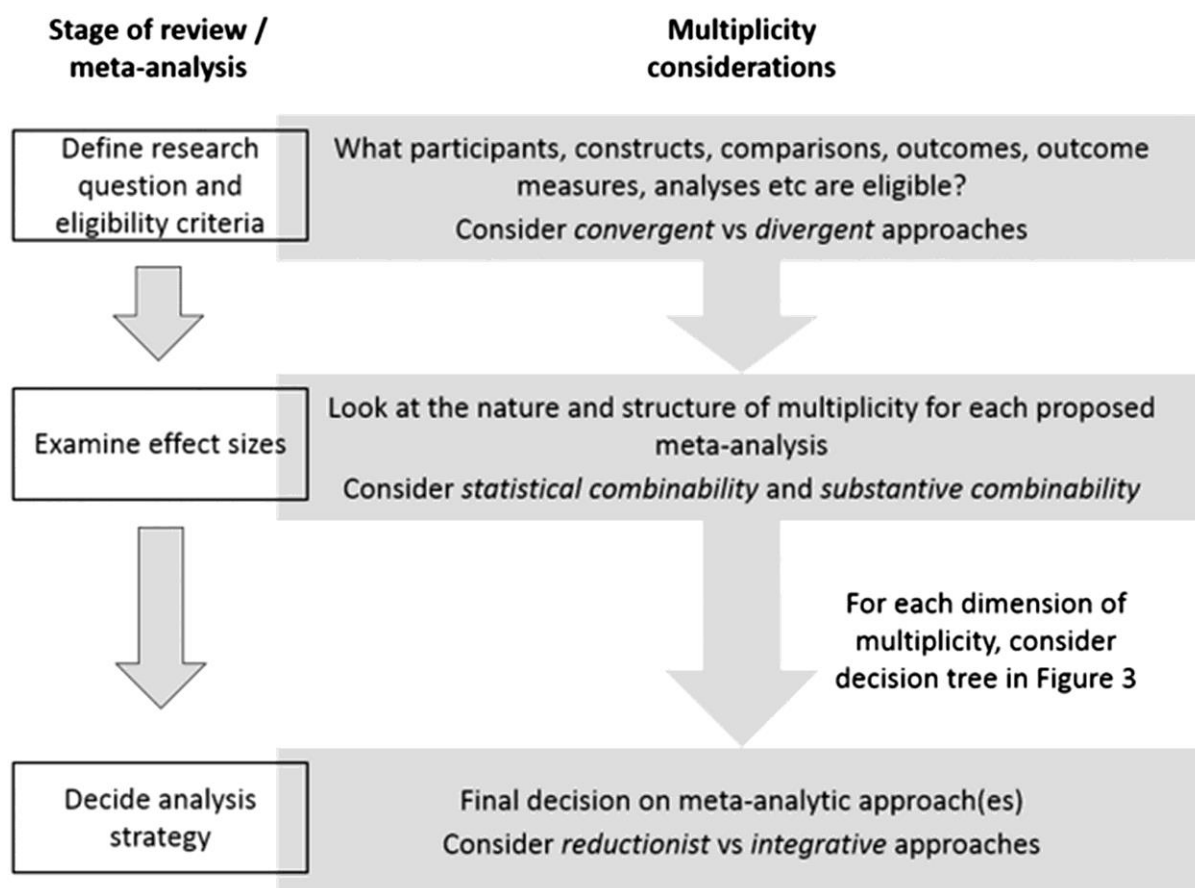 Stage of review /
meta-analysis
Multiplicity
considerations
Define research
question and
eligibility criteria
What participants, constructs, comparisons, outcomes, outcome
measures, analyses etc are eligible?
Consider convergent vs divergent approaches
Examine effect sizes
Look at the nature and structure of multiplicity for each proposed
meta-analysis
Consider statistical combinability and substantive combinability
For each dimension of
multiplicity, consider
decision tree in Figure 3
Decide analysis
strategy
Final decision on meta-analytic approach(es)
Consider reductionist vs integrative approaches